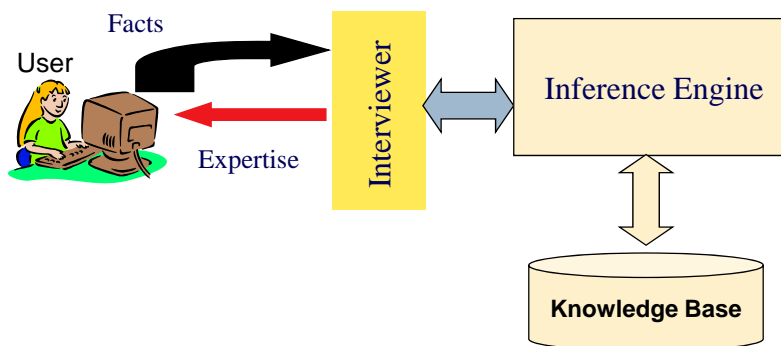 Facts
User
Interviewer
Inference Engine
Expertise
Knowledge Base